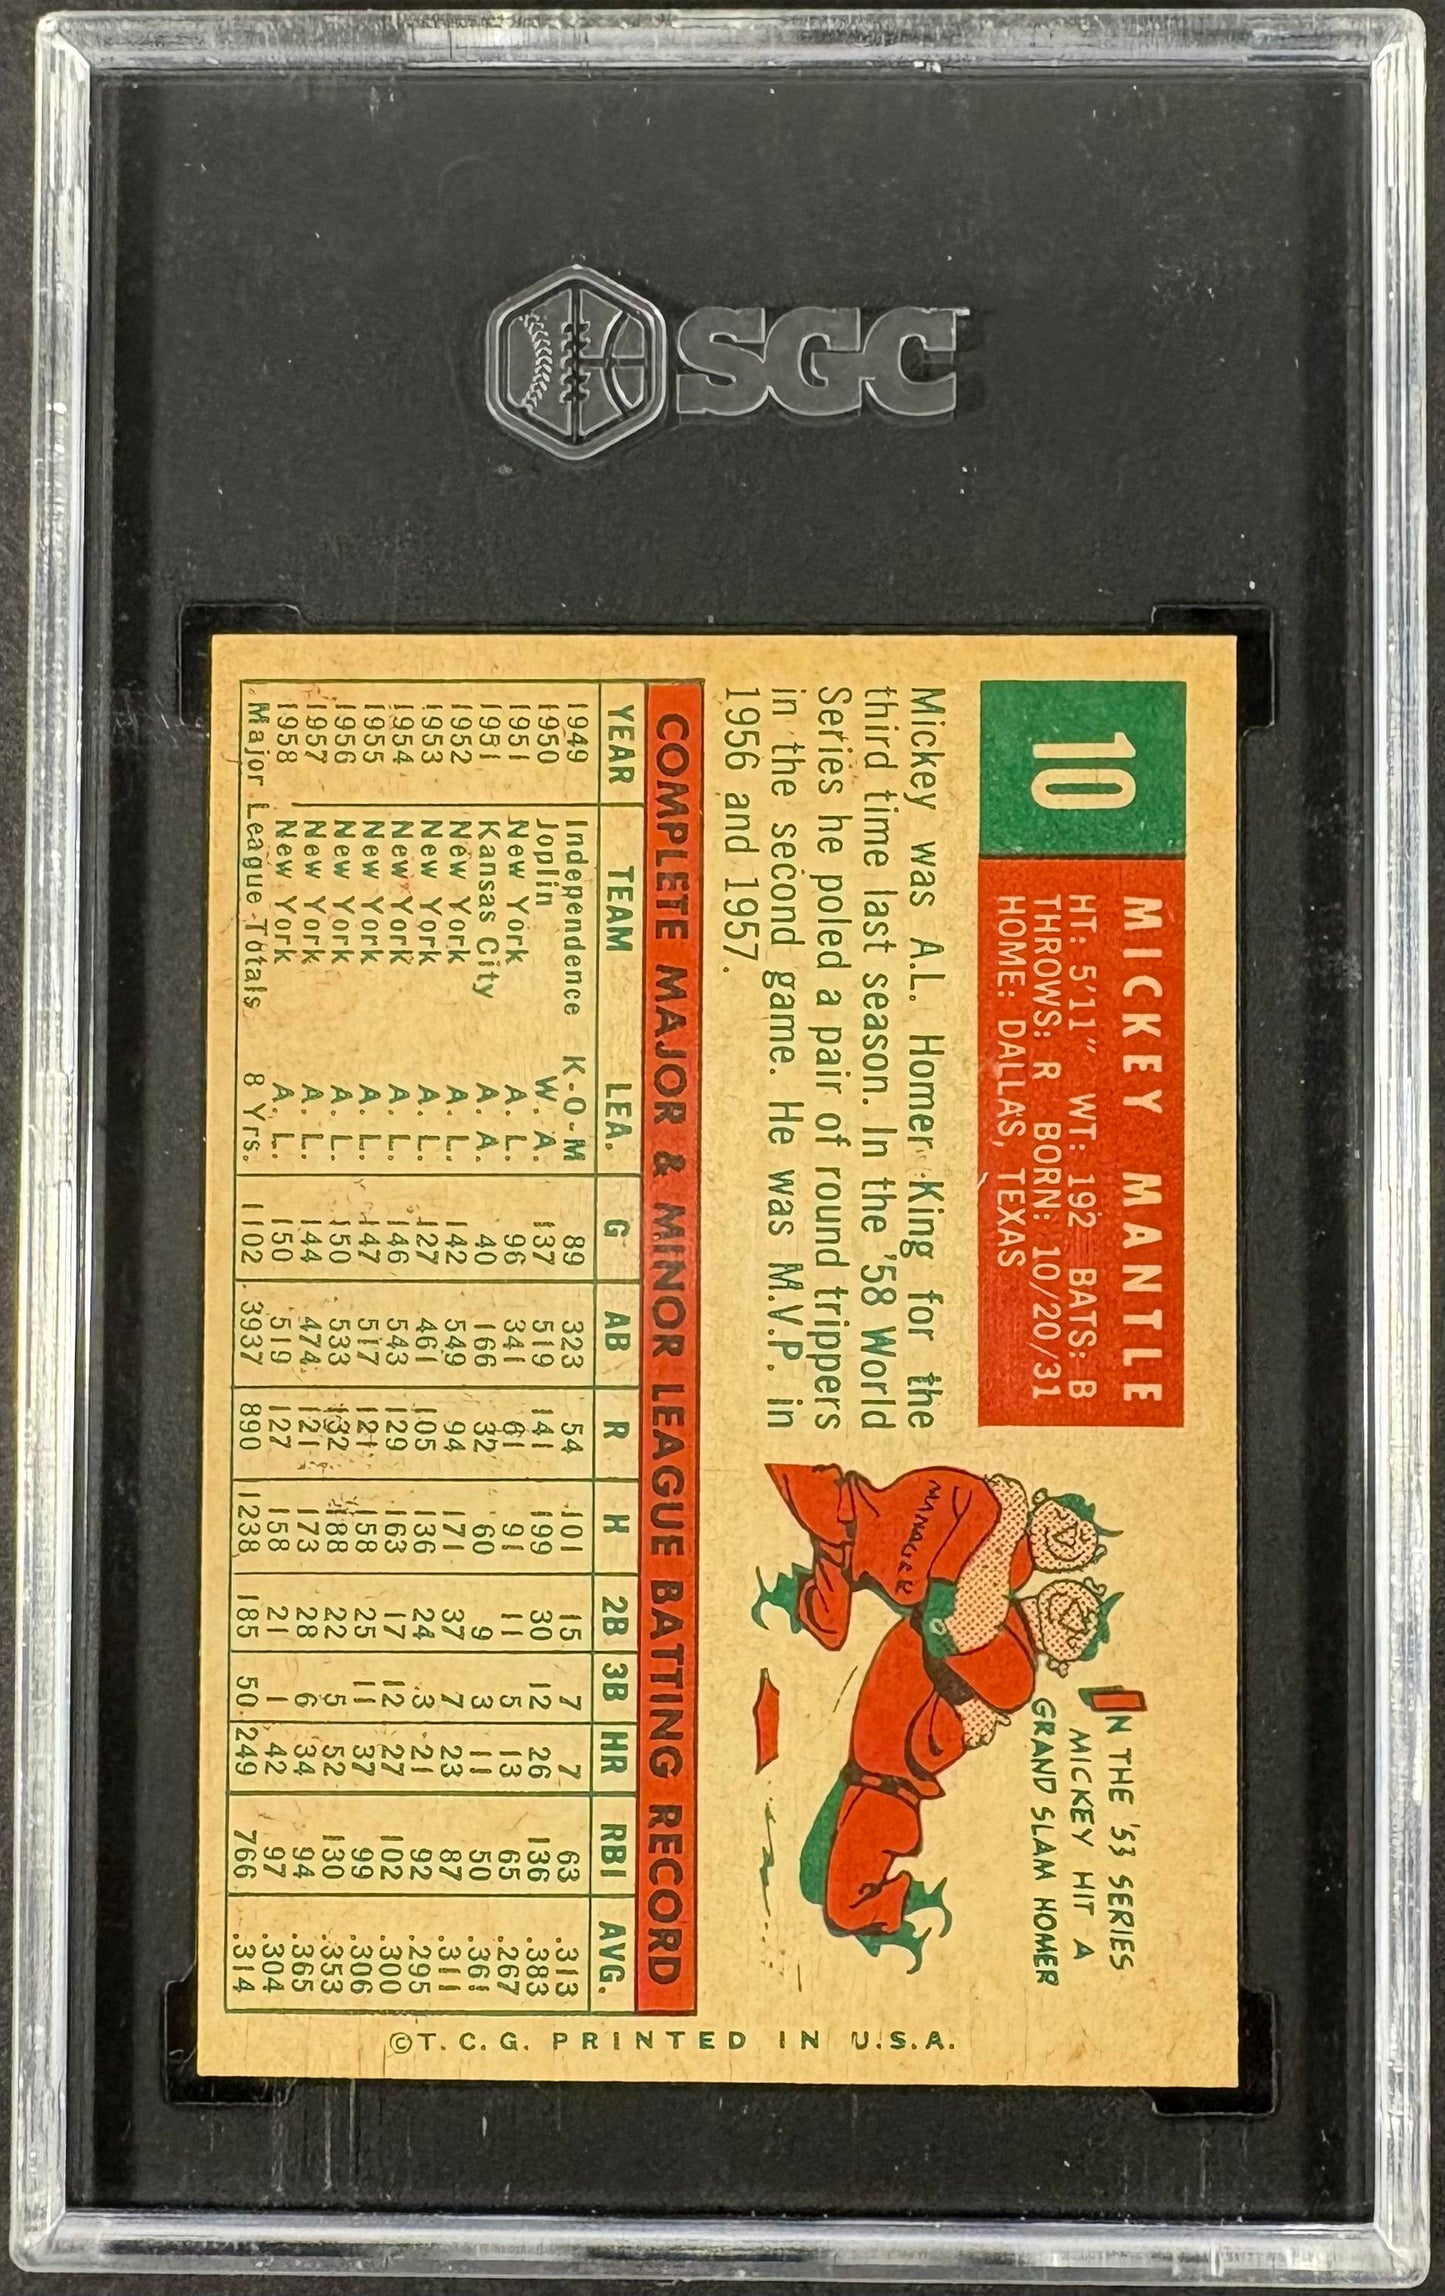 SGC
10
MICKEY MANTLE
HT: 5'11" WT: 192 BATS: B
THROWS: R BORN: 10/20/31
HOME: DALLAS, TEXAS
Mickey was A.L. Homer King for the
third time last season. In the '58 World
Series he poled a pair of round trippers
in the second game. He was M.V.P. in
1956 and 1957.
IN THE '53 SERIES
MICKEY HIT A
GRAND SLAM HOMER
MANAGER
COMPLETE MAJOR & MINOR LEAGUE BATTING RECORD
YEAR TEAM LEA. G AB R H 2B 3B HR RBI AVG.
1949 Independence K-O-M 89 323 54 101 15 7 7 63 .313
1950 Joplin W. A. 137 519 141 199 30 12 26 136 .383
1951 New York A. L. 96 341 61 91 11 5 13 65 .267
1951 Kansas City A. A. 40 166 32 60 9 3 11 50 .361
1952 New York A. L. 142 549 94 171 37 7 23 87 .311
1953 New York A. L. 127 461 105 136 24 3 21 92 .295
1954 New York A. L. 146 543 129 163 17 12 27 102 .300
1955 New York A. L. 147 517 121 158 25 11 37 99 .306
1956 New York A. L. 150 533 132 188 22 5 52 130 .353
1957 New York A. L. 144 474 121 173 28 6 34 94 .365
1958 New York A. L. 150 519 127 158 21 1 42 97 .304
Major League Totals 8 Yrs. 1102 3937 890 1238 185 50 249 766 .314
©T. C. G. PRINTED IN U.S.A.